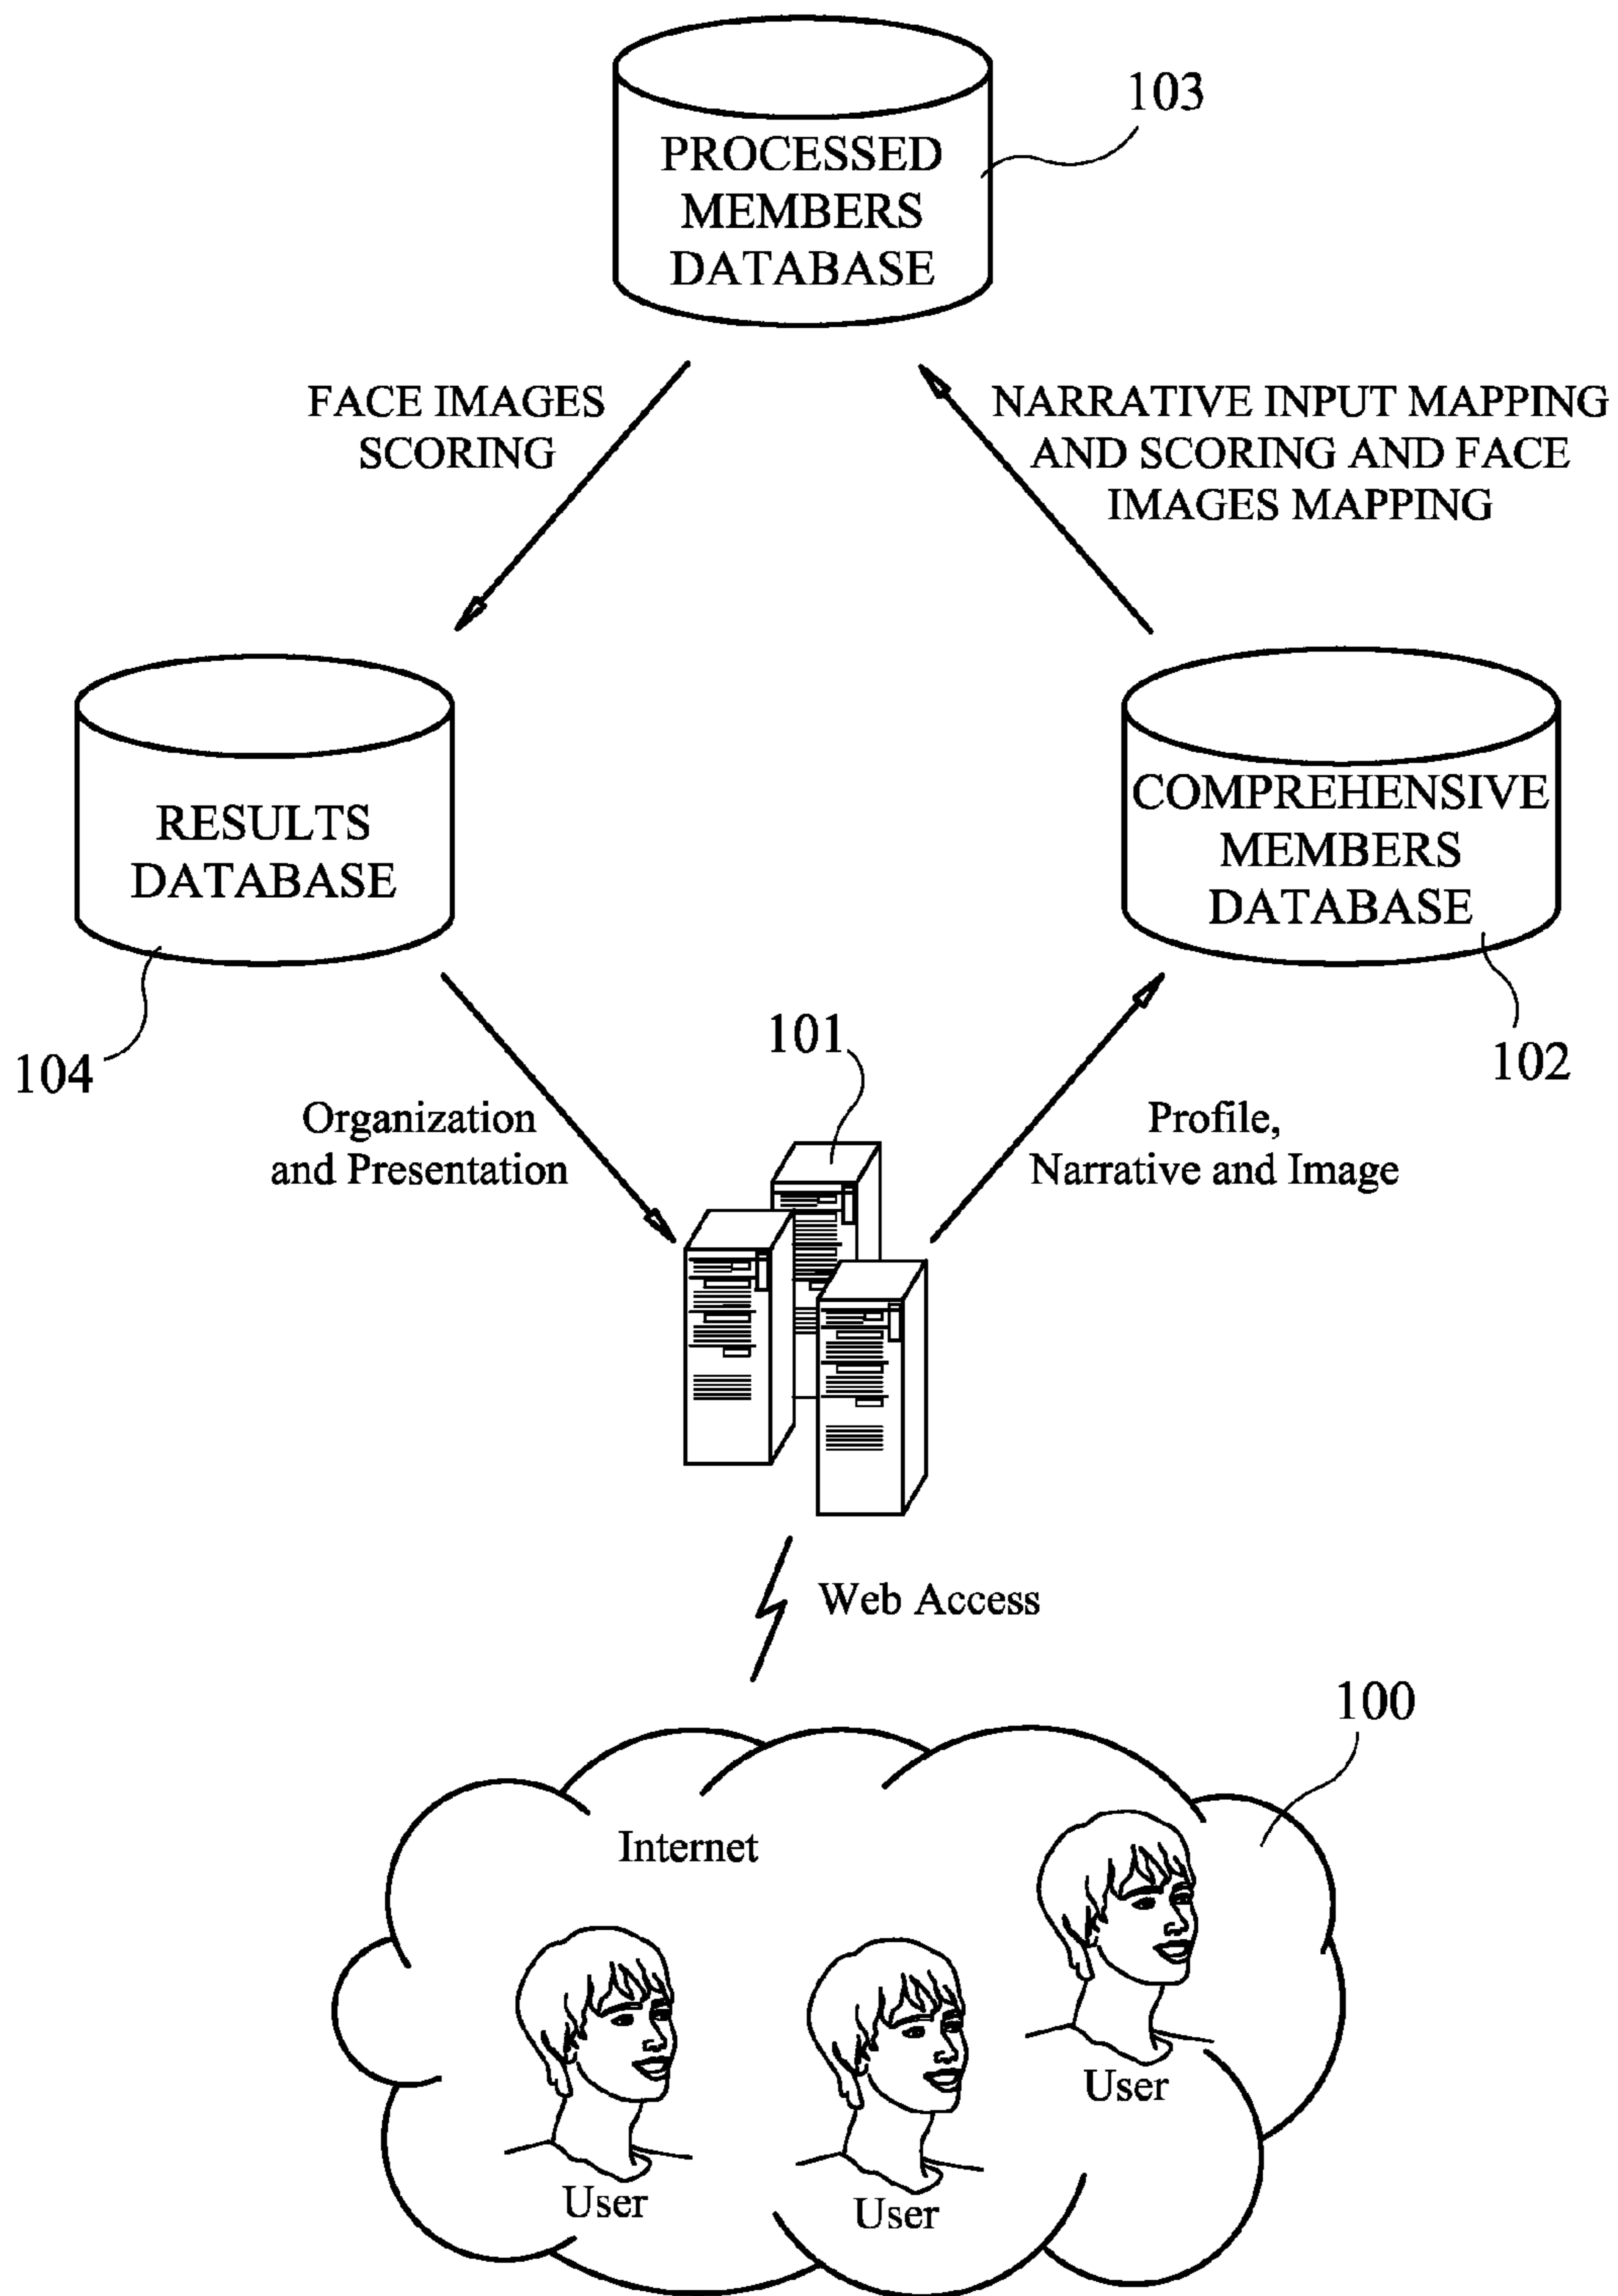 103
PROCESSED
MEMBERS
DATABASE
FACE IMAGES
SCORING
NARRATIVE INPUT MAPPING
AND SCORING AND FACE
IMAGES MAPPING
RESULTS
DATABASE
COMPREHENSIVE
MEMBERS
DATABASE
104
101
102
Organization
and Presentation
Profile,
Narrative and Image
Web Access
100
Internet
User
User
User